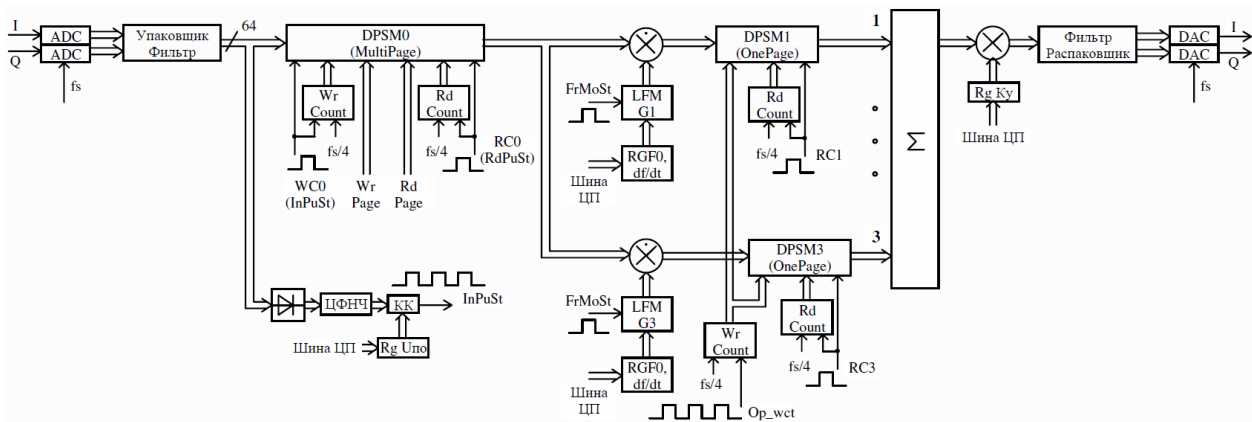 I
Q
ADC
ADC
fs
Упаковщик
Фильтр
64
DPSM0
(MultiPage)
Wr
Count
fs/4
WC0
(InPuSt)
Wr
Page
Rd
Page
Rd
Count
fs/4
RC0
(RdPuSt)
FrMoSt
LFM
G1
RGF0,
df/dt
Шина
ЦП
DPSM1
(OnePage)
Rd
Count
fs/4
RC1
1
Σ
Rg Ку
Шина ЦП
Фильтр
Распаковщик
DAC
DAC
I
Q
fs
ЦФНЧ
КК
InPuSt
Шина ЦП
Rg Uпо
FrMoSt
LFM
G3
RGF0,
df/dt
Шина
ЦП
DPSM3
(OnePage)
3
Wr
Count
fs/4
Op_wct
Rd
Count
fs/4
RC3